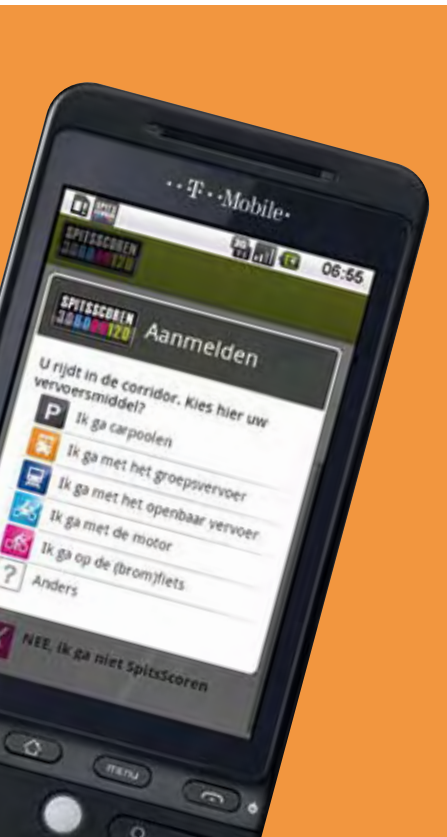 ··T··Mobile·
3G
06:55
SPITSSCOREN
SPITSSCOREN
Aanmelden
U rijdt in de corridor. Kies hier uw
vervoersmiddel?
P Ik ga carpoolen
Ik ga met het groepsvervoer
Ik ga met het openbaar vervoer
Ik ga met de motor
Ik ga op de (brom)fiets
? Anders
NEE, ik ga niet SpitsScoren
menu